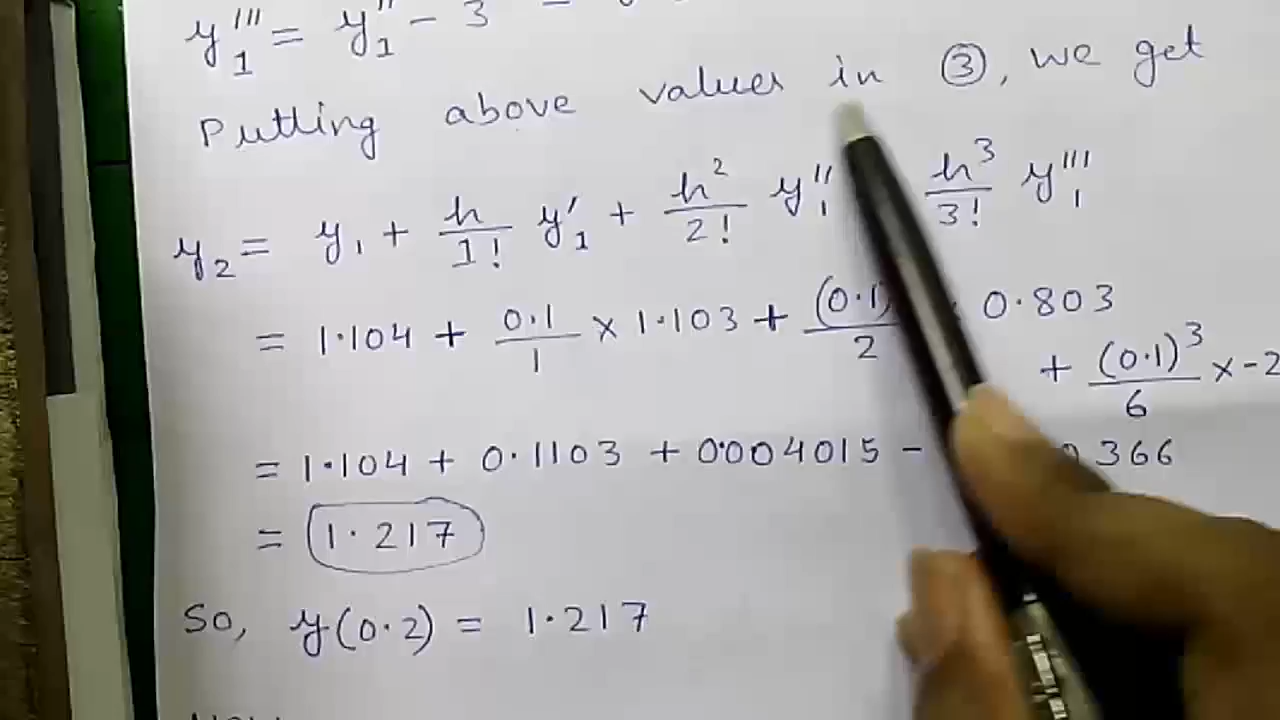 y₁''' = y₁'' - 3
Putting above values in ③, we get
y₂ = y₁ + h/1! y₁' + h²/2! y₁'' h³/3! y₁'''
= 1.104 + 0.1/1 × 1.103 + (0.1)/2 0.803
+ (0.1)³/6 × -2
= 1.104 + 0.1103 + 0.004015 - 0366
= 1.217
So, y(0.2) = 1.217